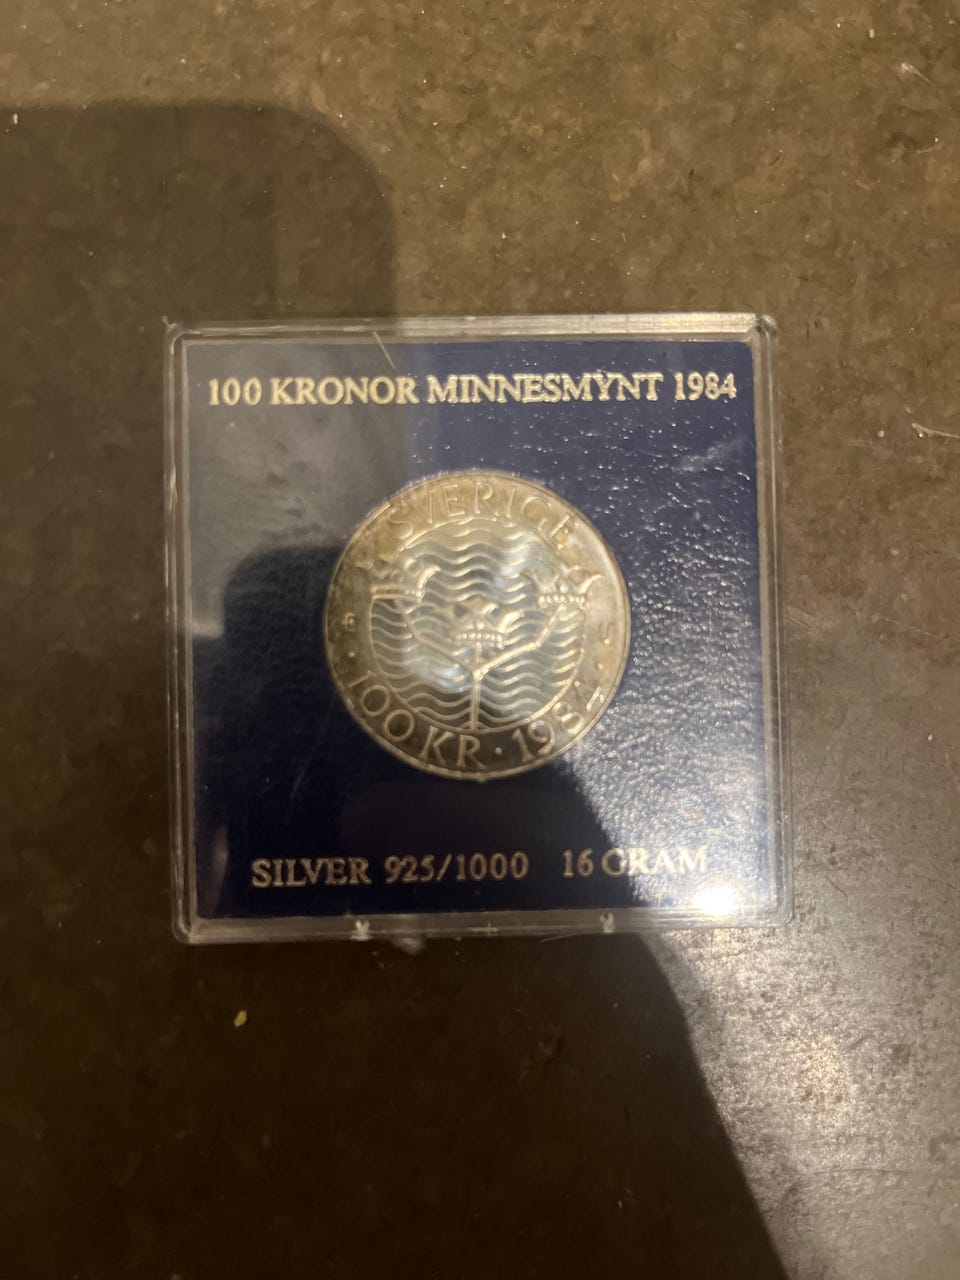 100 KRONOR MINNESMYNT 1984
SVERIGE
100 KR · 1984
SILVER 925/1000 16 GRAM